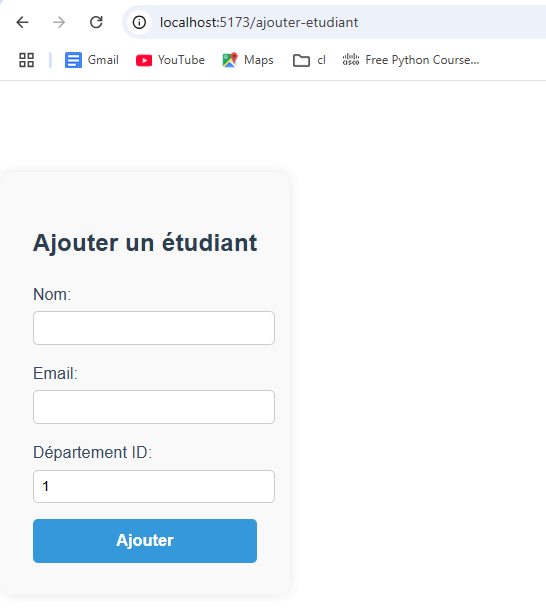 localhost:5173/ajouter-etudiant
Gmail YouTube Maps cl cisco Free Python Course...
Ajouter un étudiant
Nom:
Email:
Département ID:
1
Ajouter